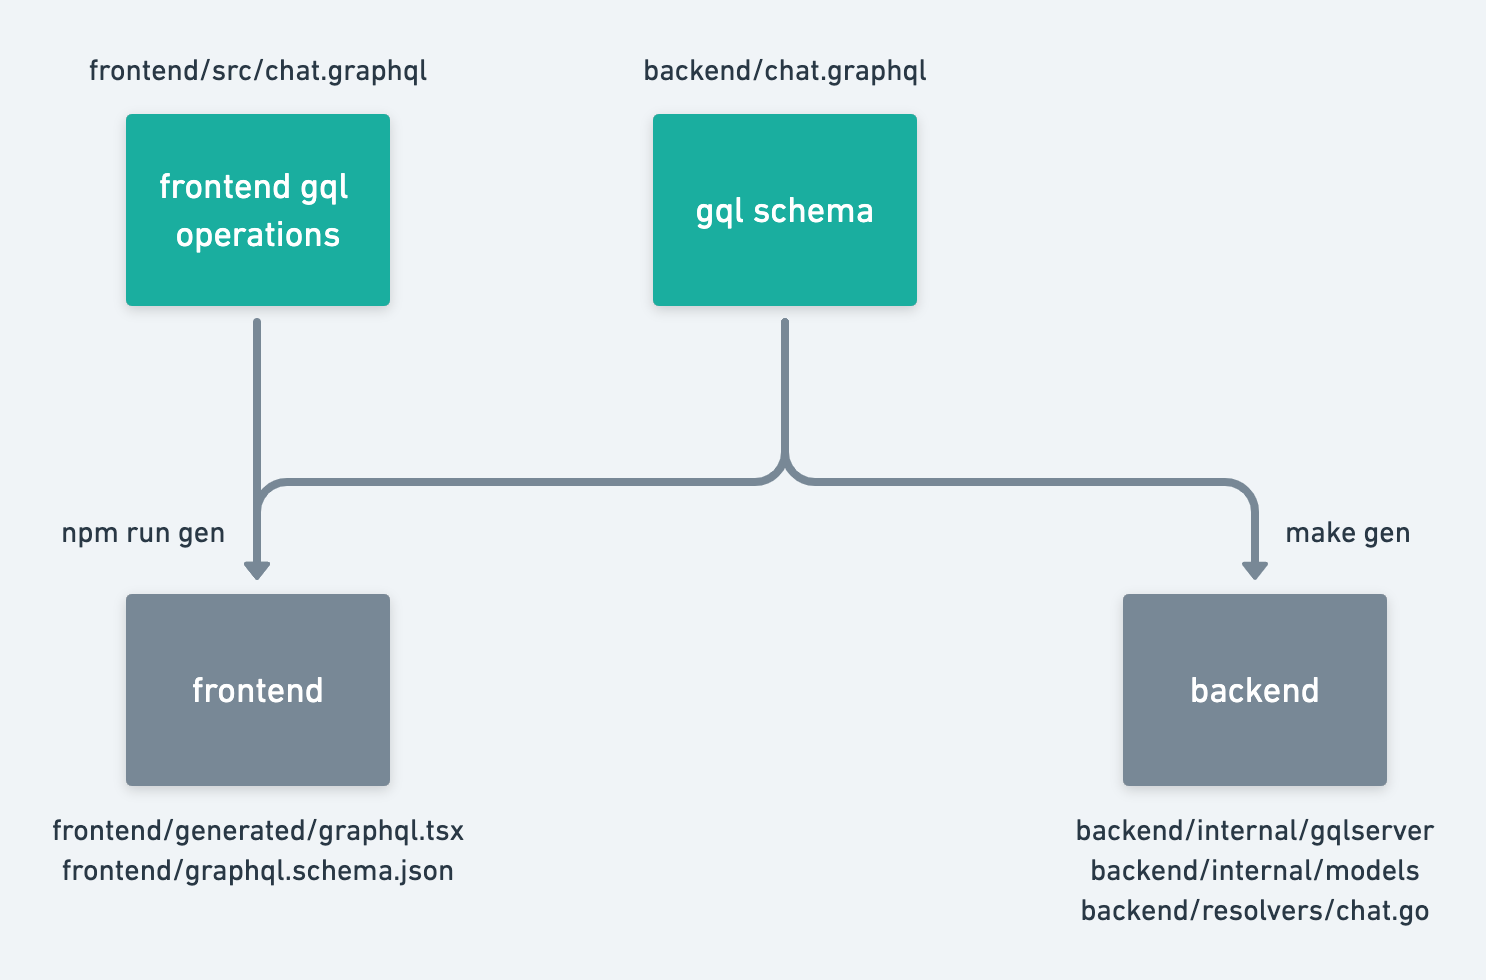 frontend/src/chat.graphql
backend/chat.graphql
frontend gql
operations
gql schema
npm run gen
make gen
frontend
backend
frontend/generated/graphql.tsx
frontend/graphql.schema.json
backend/internal/gqlserver
backend/internal/models
backend/resolvers/chat.go